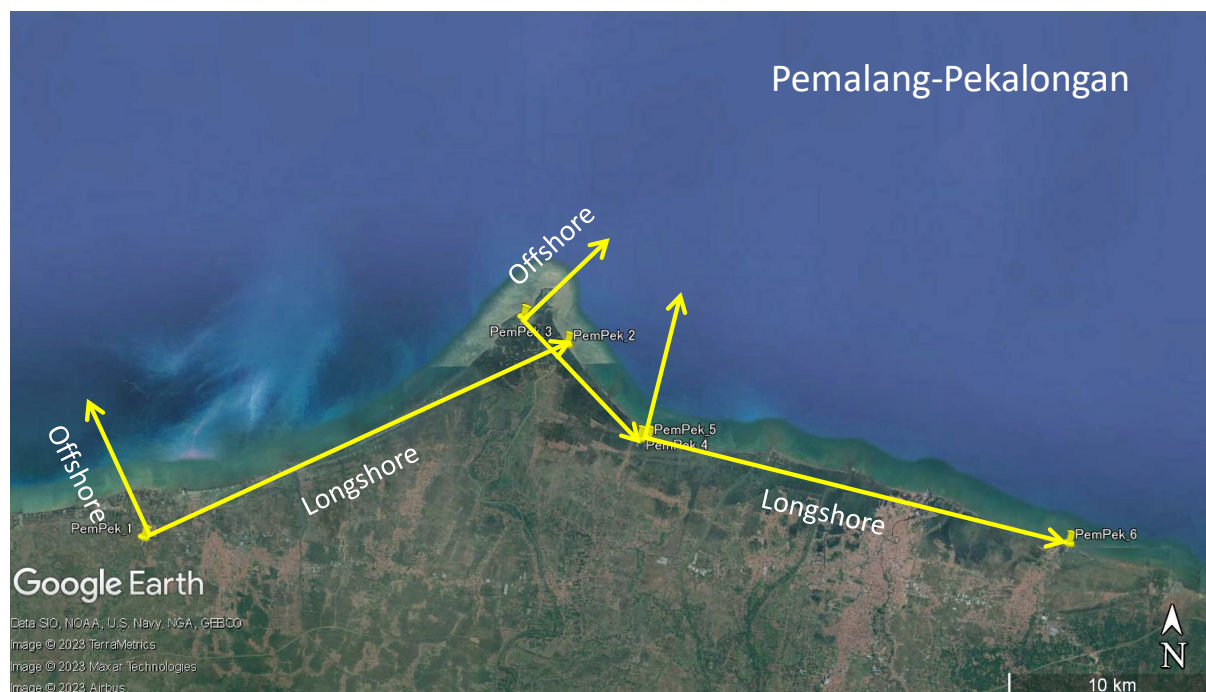 Pemalang-Pekalongan
Offshore
PemPek_3
PemPek_2
Offshore
PemPek_5
PemPek_4
Longshore
Longshore
PemPek_1
PemPek_6
Google Earth
Data SIO, NOAA, U.S. Navy, NGA, GEBCO
Image © 2023 TerraMetrics
Image © 2023 Maxar Technologies
Image © 2023 Airbus
N
10 km